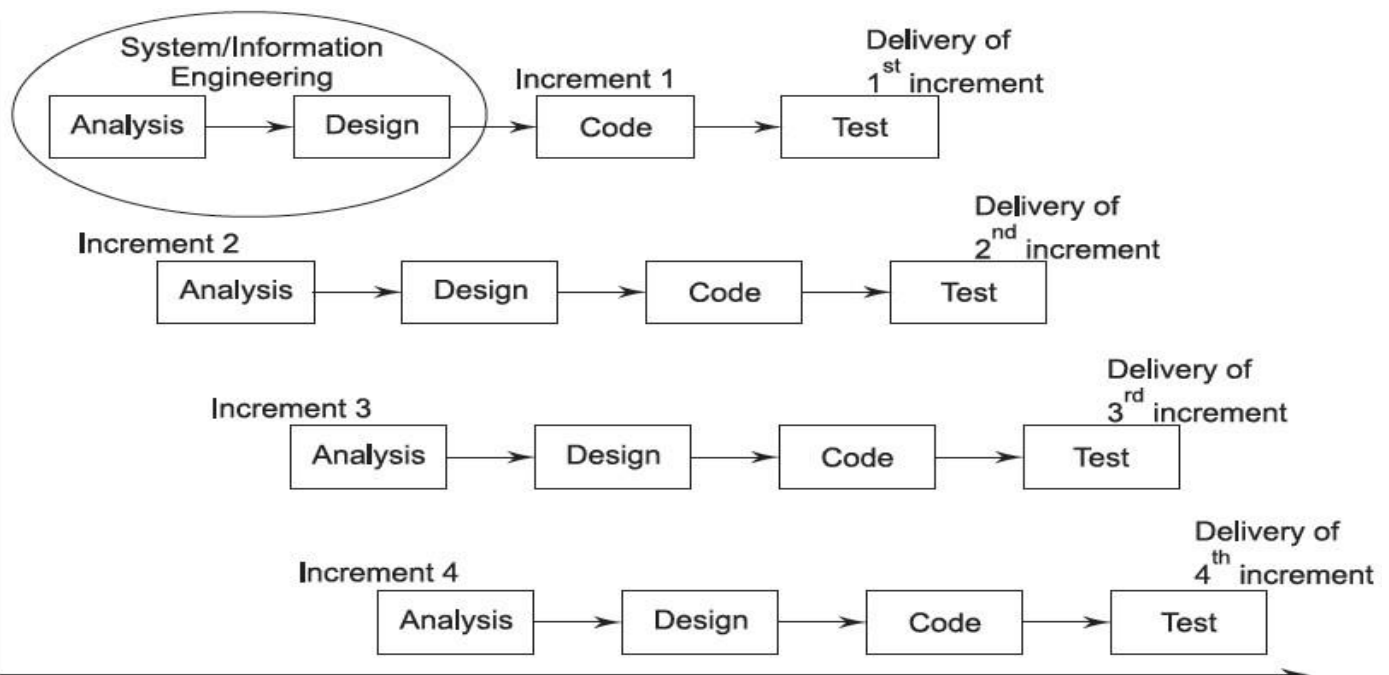 System/Information
Engineering
Delivery of
1st increment
Increment 1
Analysis
Design
Code
Test
Delivery of
2nd increment
Increment 2
Analysis
Design
Code
Test
Delivery of
3rd increment
Increment 3
Analysis
Design
Code
Test
Delivery of
4th increment
Increment 4
Analysis
Design
Code
Test